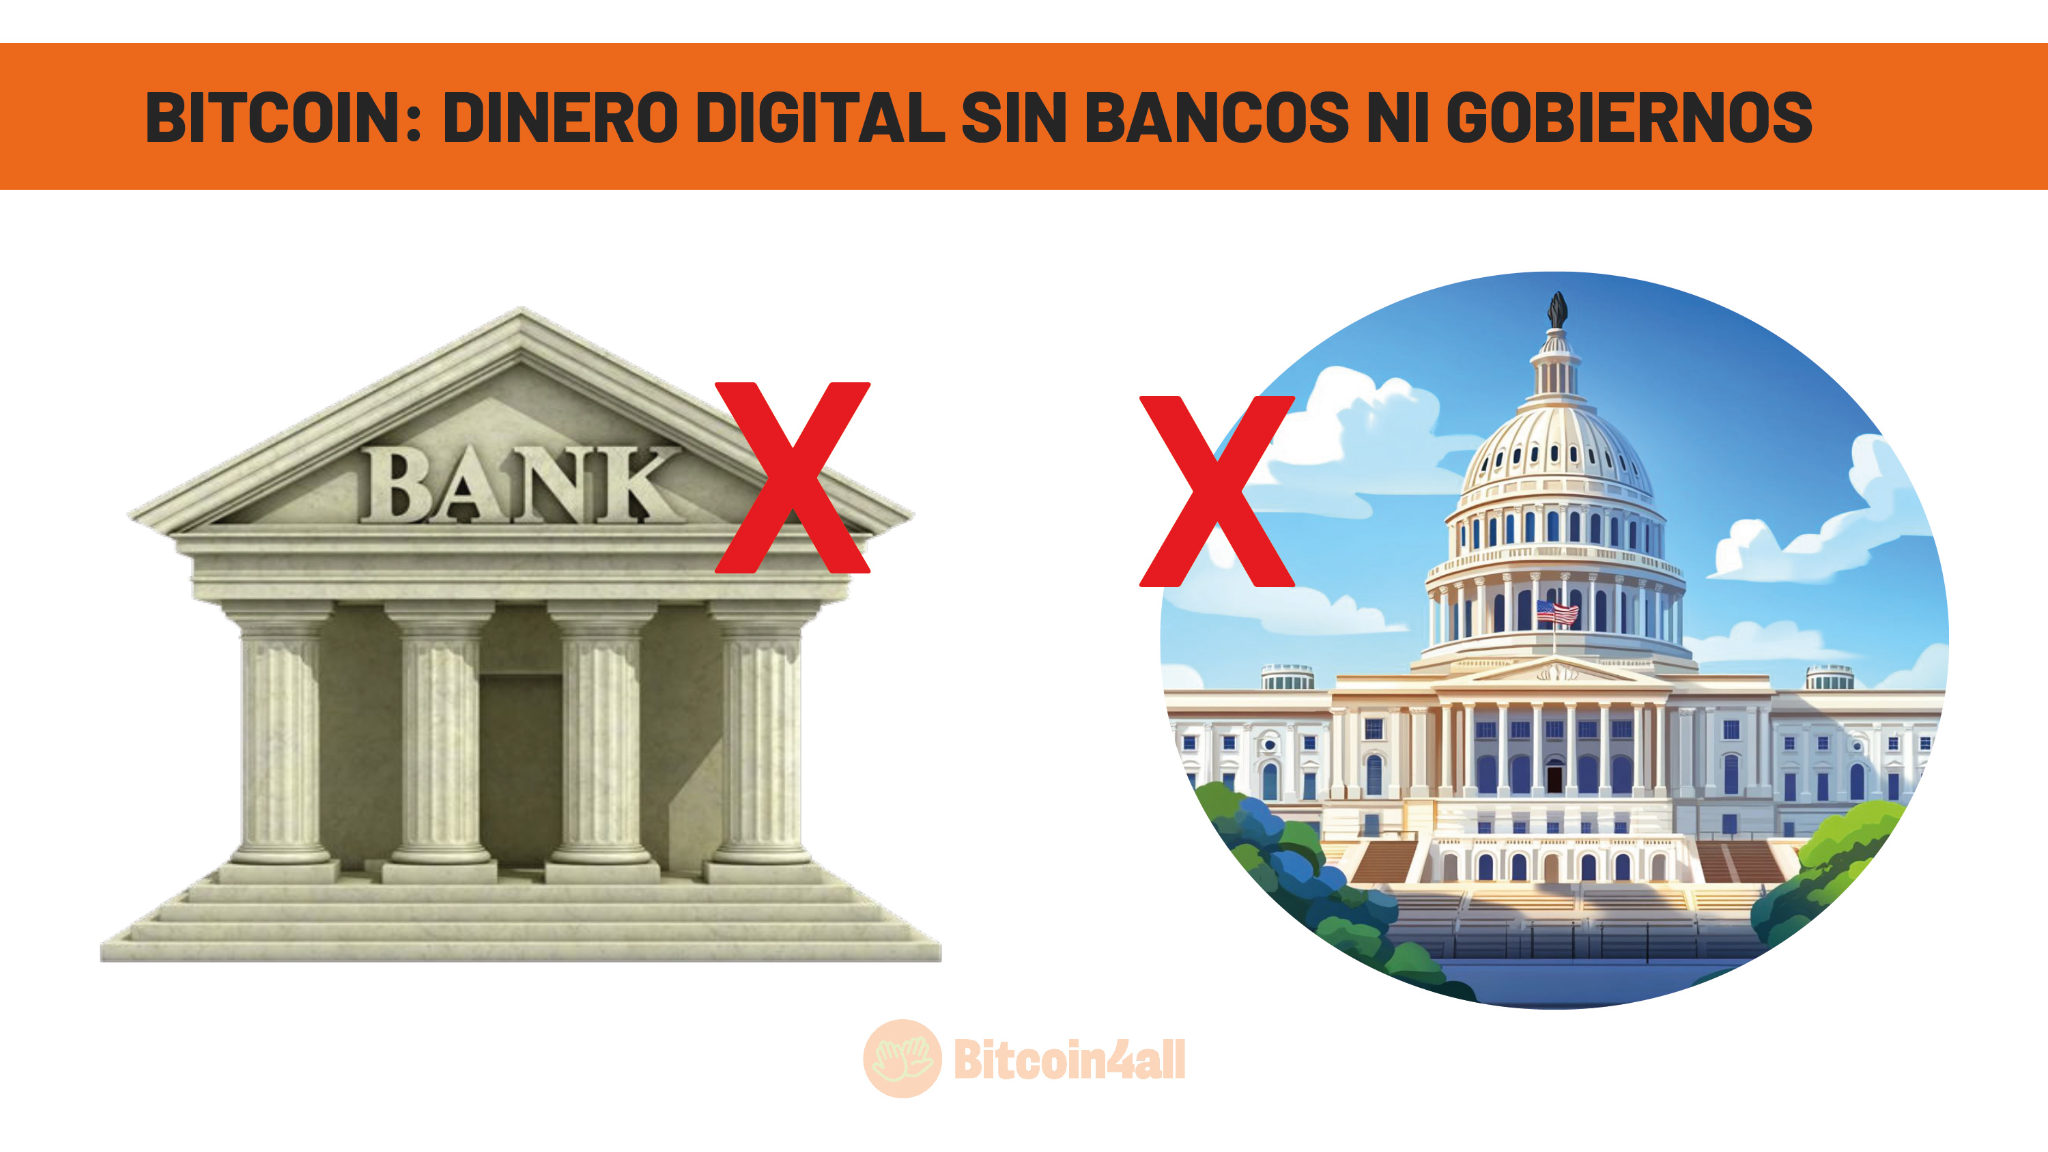 BITCOIN: DINERO DIGITAL SIN BANCOS NI GOBIERNOS
BANK
X
X
Bitcoin4all